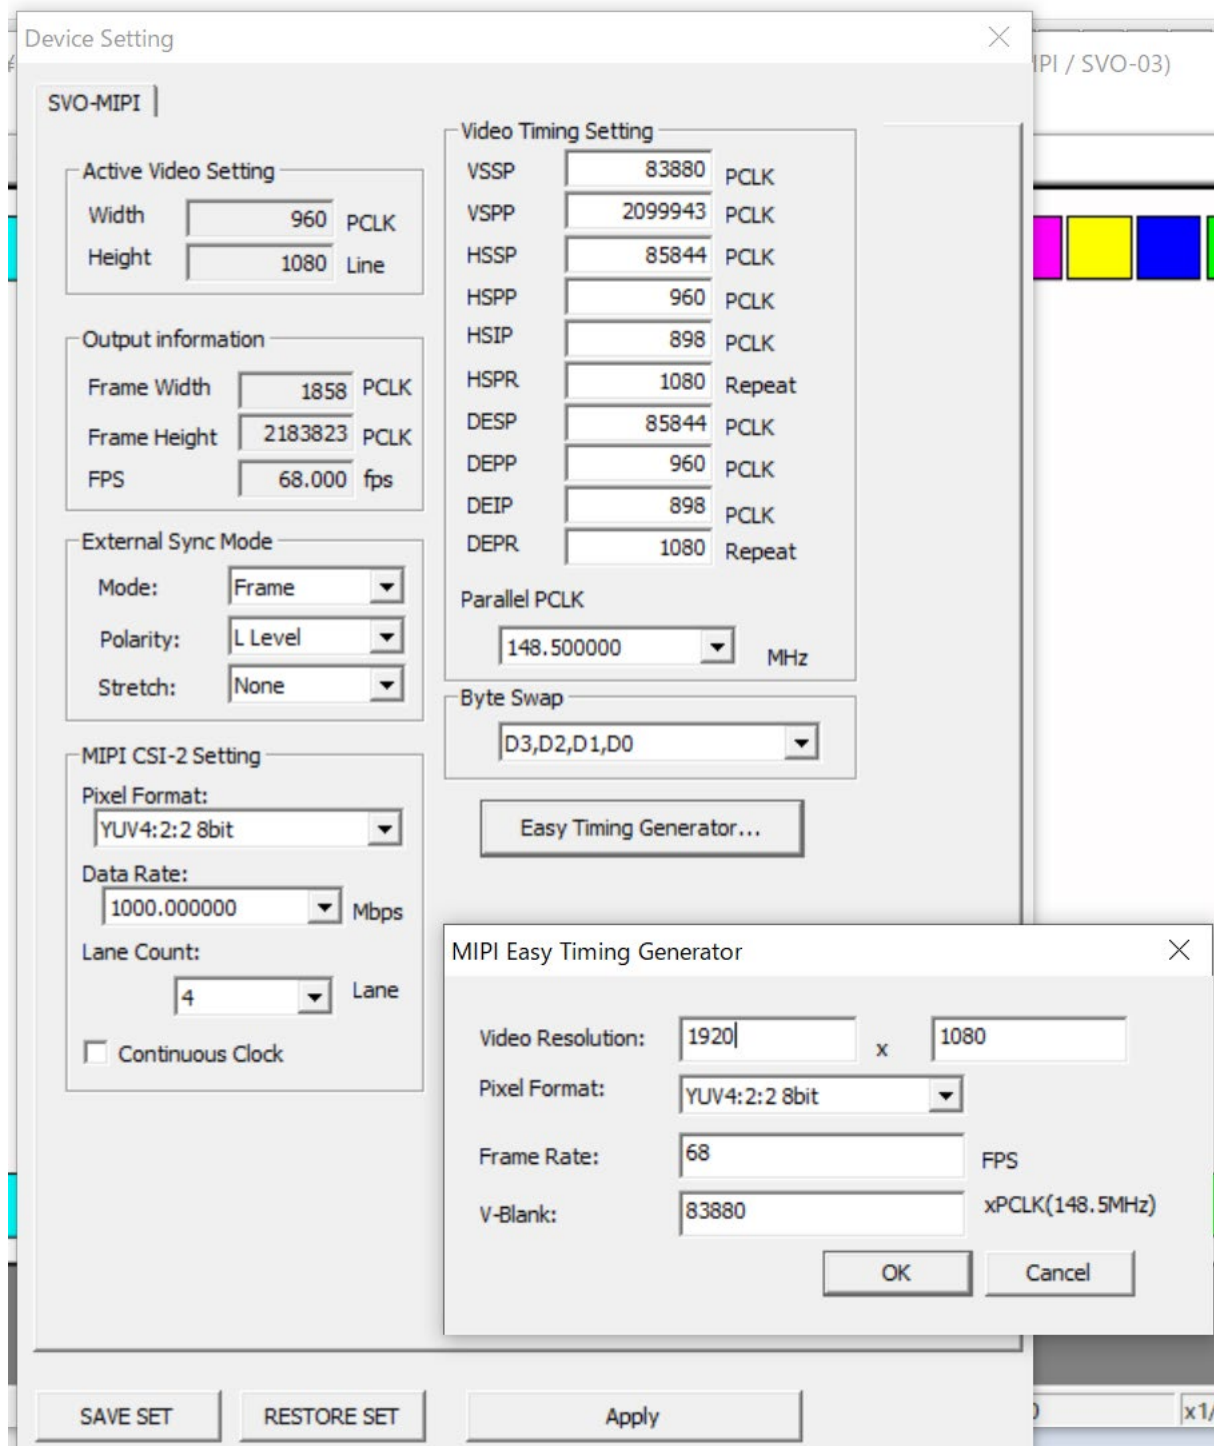 Device Setting
IPI / SVO-03)
SVO-MIPI
Active Video Setting
Width 960 PCLK
Height 1080 Line
Output information
Frame Width 1858 PCLK
Frame Height 2183823 PCLK
FPS 68.000 fps
External Sync Mode
Mode: Frame
Polarity: L Level
Stretch: None
MIPI CSI-2 Setting
Pixel Format:
YUV4:2:2 8bit
Data Rate:
1000.000000 Mbps
Lane Count:
4 Lane
Continuous Clock
Video Timing Setting
VSSP 83880 PCLK
VSPP 2099943 PCLK
HSSP 85844 PCLK
HSPP 960 PCLK
HSIP 898 PCLK
HSPR 1080 Repeat
DESP 85844 PCLK
DEPP 960 PCLK
DEIP 898 PCLK
DEPR 1080 Repeat
Parallel PCLK
148.500000 MHz
Byte Swap
D3,D2,D1,D0
Easy Timing Generator...
MIPI Easy Timing Generator
Video Resolution: 1920 x 1080
Pixel Format: YUV4:2:2 8bit
Frame Rate: 68 FPS
V-Blank: 83880 xPCLK(148.5MHz)
OK Cancel
SAVE SET RESTORE SET Apply
x1/